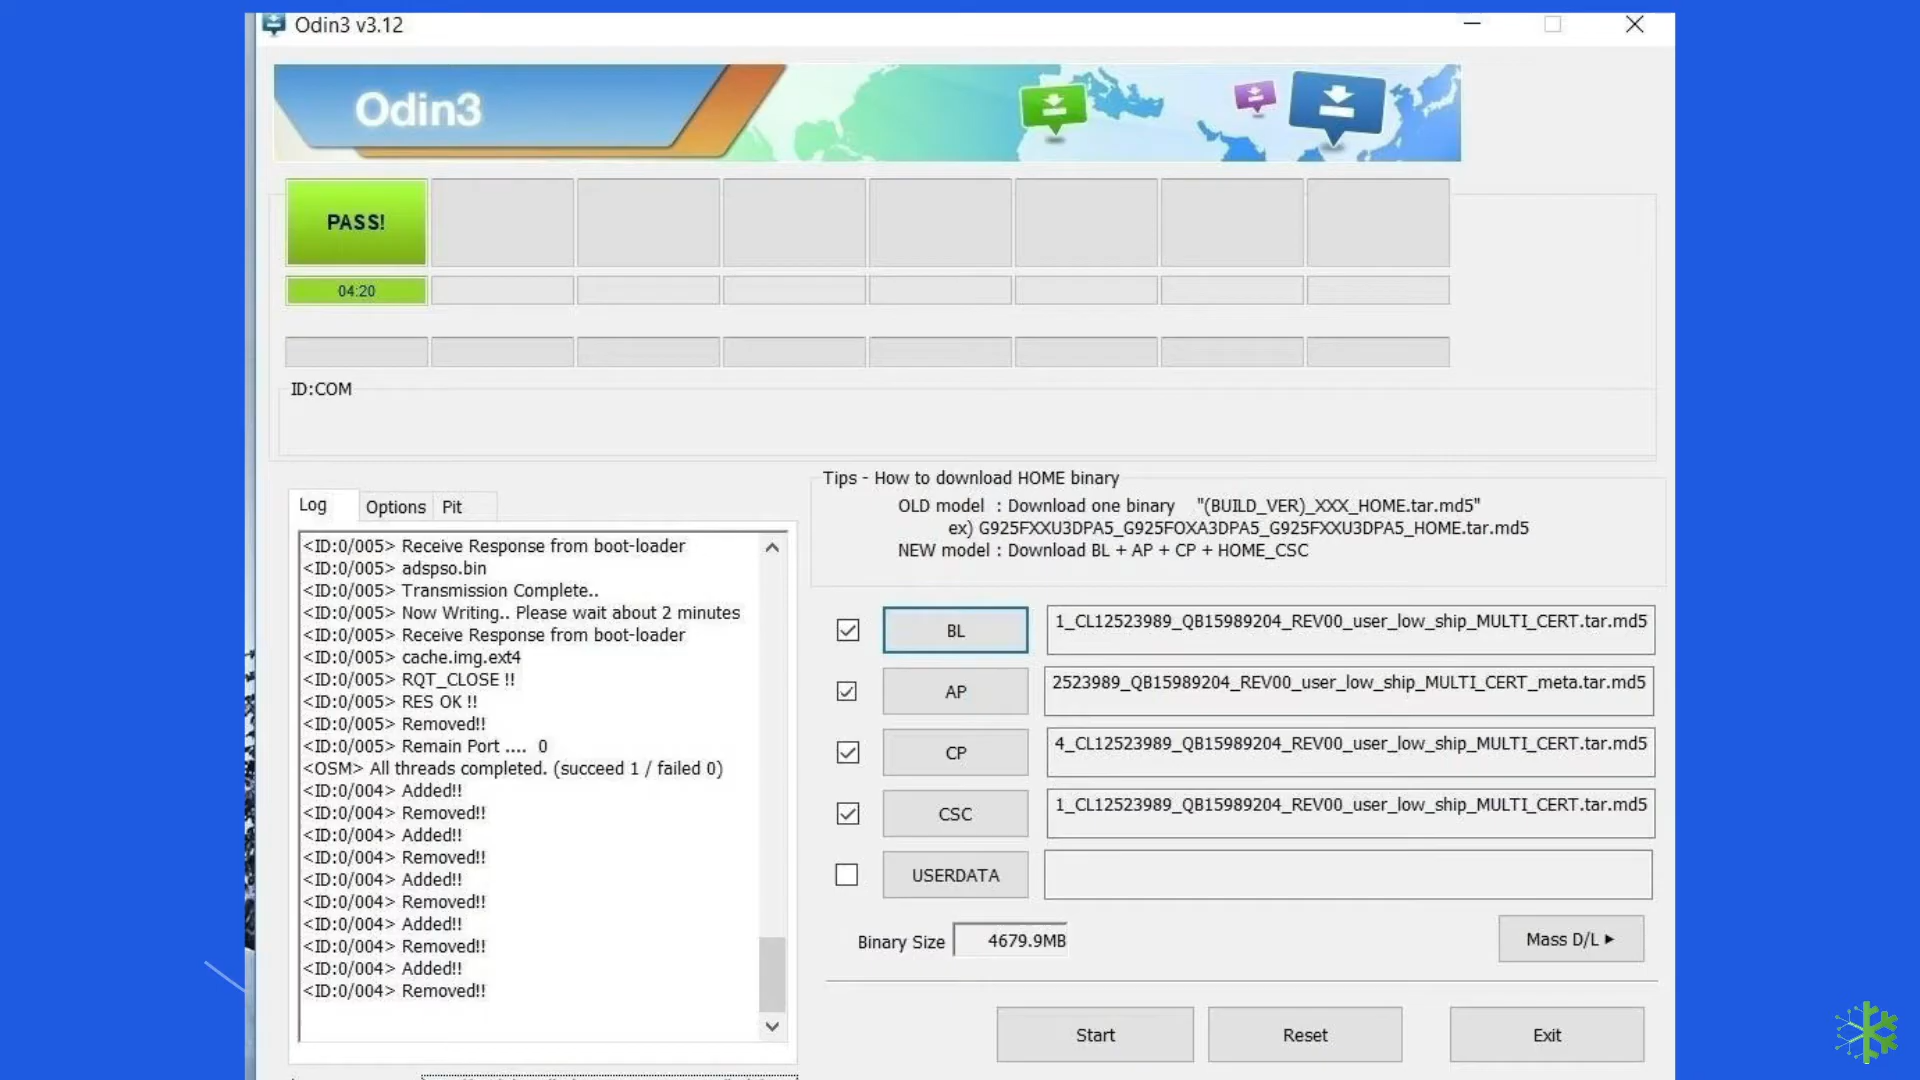 Odin3 v3.12
Odin3
PASS!
04:20
ID:COM
Log
Options
Pit
<ID:0/005> Receive Response from boot-loader
<ID:0/005> adspso.bin
<ID:0/005> Transmission Complete..
<ID:0/005> Now Writing.. Please wait about 2 minutes
<ID:0/005> Receive Response from boot-loader
<ID:0/005> cache.img.ext4
<ID:0/005> RQT_CLOSE !!
<ID:0/005> RES OK !!
<ID:0/005> Removed!!
<ID:0/005> Remain Port .... 0
<OSM> All threads completed. (succeed 1 / failed 0)
<ID:0/004> Added!!
<ID:0/004> Removed!!
<ID:0/004> Added!!
<ID:0/004> Removed!!
<ID:0/004> Added!!
<ID:0/004> Removed!!
<ID:0/004> Added!!
<ID:0/004> Removed!!
<ID:0/004> Added!!
<ID:0/004> Removed!!
Tips - How to download HOME binary
OLD model : Download one binary "(BUILD_VER)_XXX_HOME.tar.md5"
ex) G925FXXU3DPA5_G925FOXA3DPA5_G925FXXU3DPA5_HOME.tar.md5
NEW model : Download BL + AP + CP + HOME_CSC
BL 1_CL12523989_QB15989204_REV00_user_low_ship_MULTI_CERT.tar.md5
AP 2523989_QB15989204_REV00_user_low_ship_MULTI_CERT_meta.tar.md5
CP 4_CL12523989_QB15989204_REV00_user_low_ship_MULTI_CERT.tar.md5
CSC 1_CL12523989_QB15989204_REV00_user_low_ship_MULTI_CERT.tar.md5
USERDATA
Binary Size 4679.9MB
Mass D/L
Start
Reset
Exit